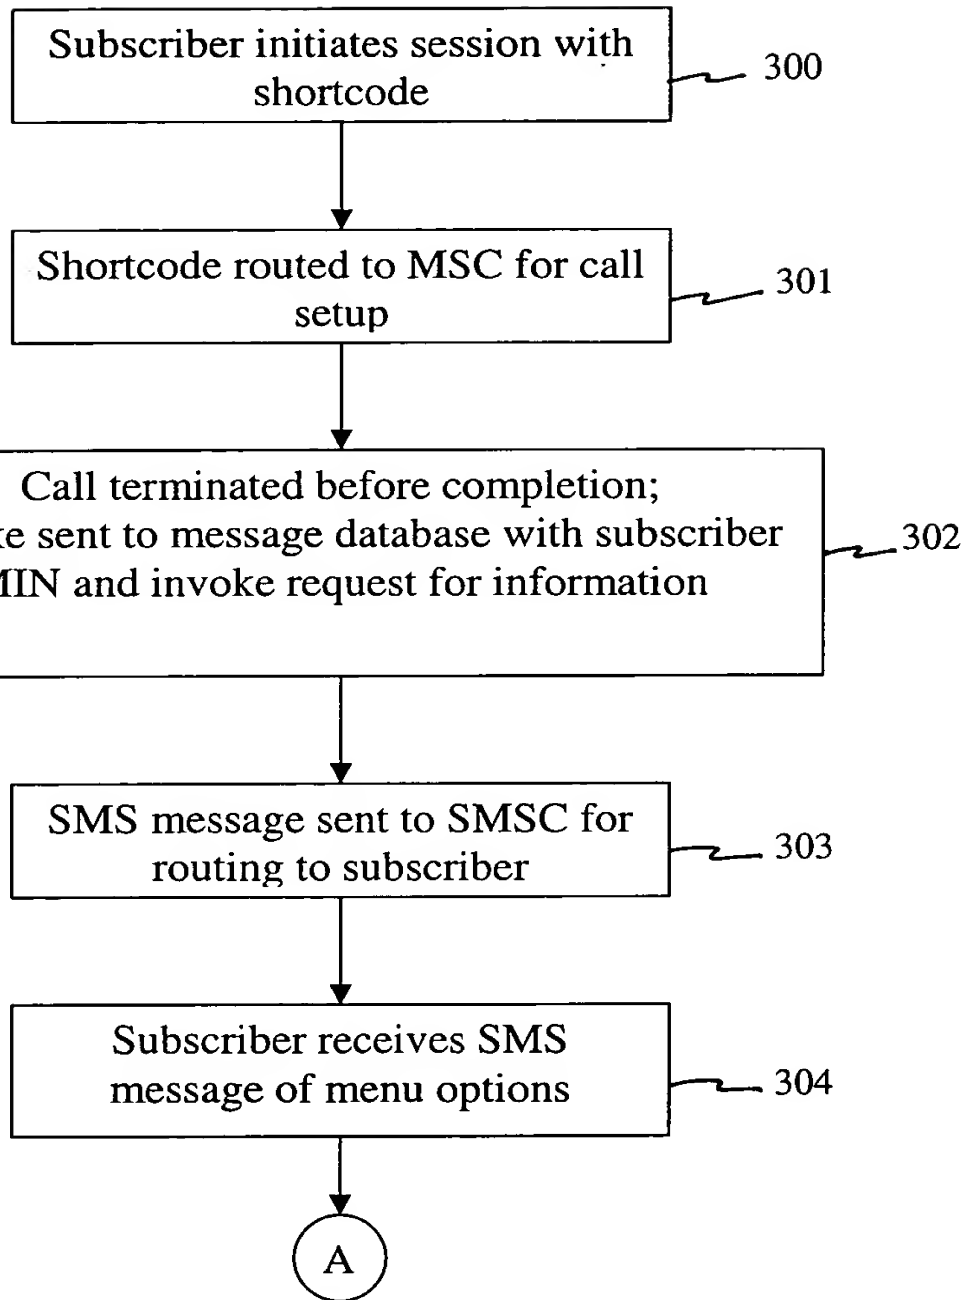 Subscriber initiates session with
shortcode
300
Shortcode routed to MSC for call
setup
301
Call terminated before completion;
sent to message database with subscriber
and invoke request for information
302
SMS message sent to SMSC for
routing to subscriber
303
Subscriber receives SMS
message of menu options
304
A